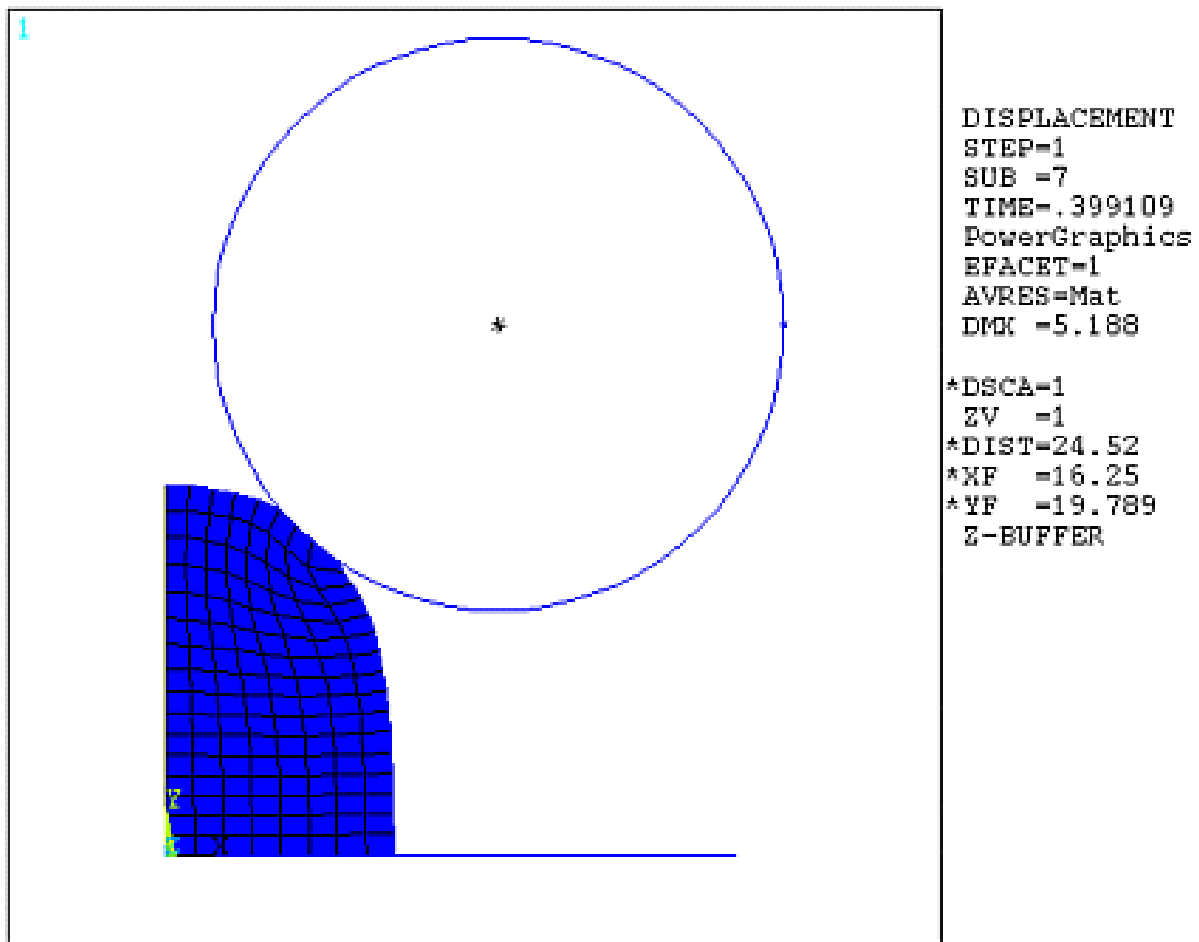 1
DISPLACEMENT
STEP=1
SUB =7
TIME=.399109
PowerGraphics
EFACET=1
AVRES=Mat
DMX =5.188
*DSCA=1
ZV =1
*DIST=24.52
*XF =16.25
*YF =19.789
Z-BUFFER
*
Y
X